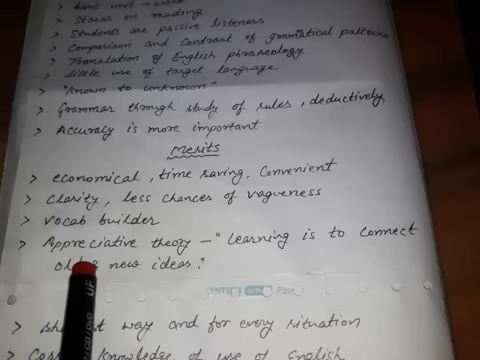 > Stress on reading
> Students are passive listeners
> Comparison and contrast of gramatical patterns
> Translation of English phraseology
> little use of target language
> "Known to unknown"
> Grammar through study of rules, deductively
> Accuracy is more important
Merits
> economical, time saving, convenient
> clarity, less chances of vagueness
> Vocab builder
> Appreciative theory - "Learning is to connect
new ideas."
way and for every situation
knowledge of use of English